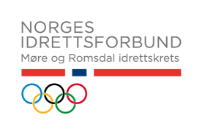 NORGES
IDRETTSFORBUND
Møre og Romsdal idrettskrets